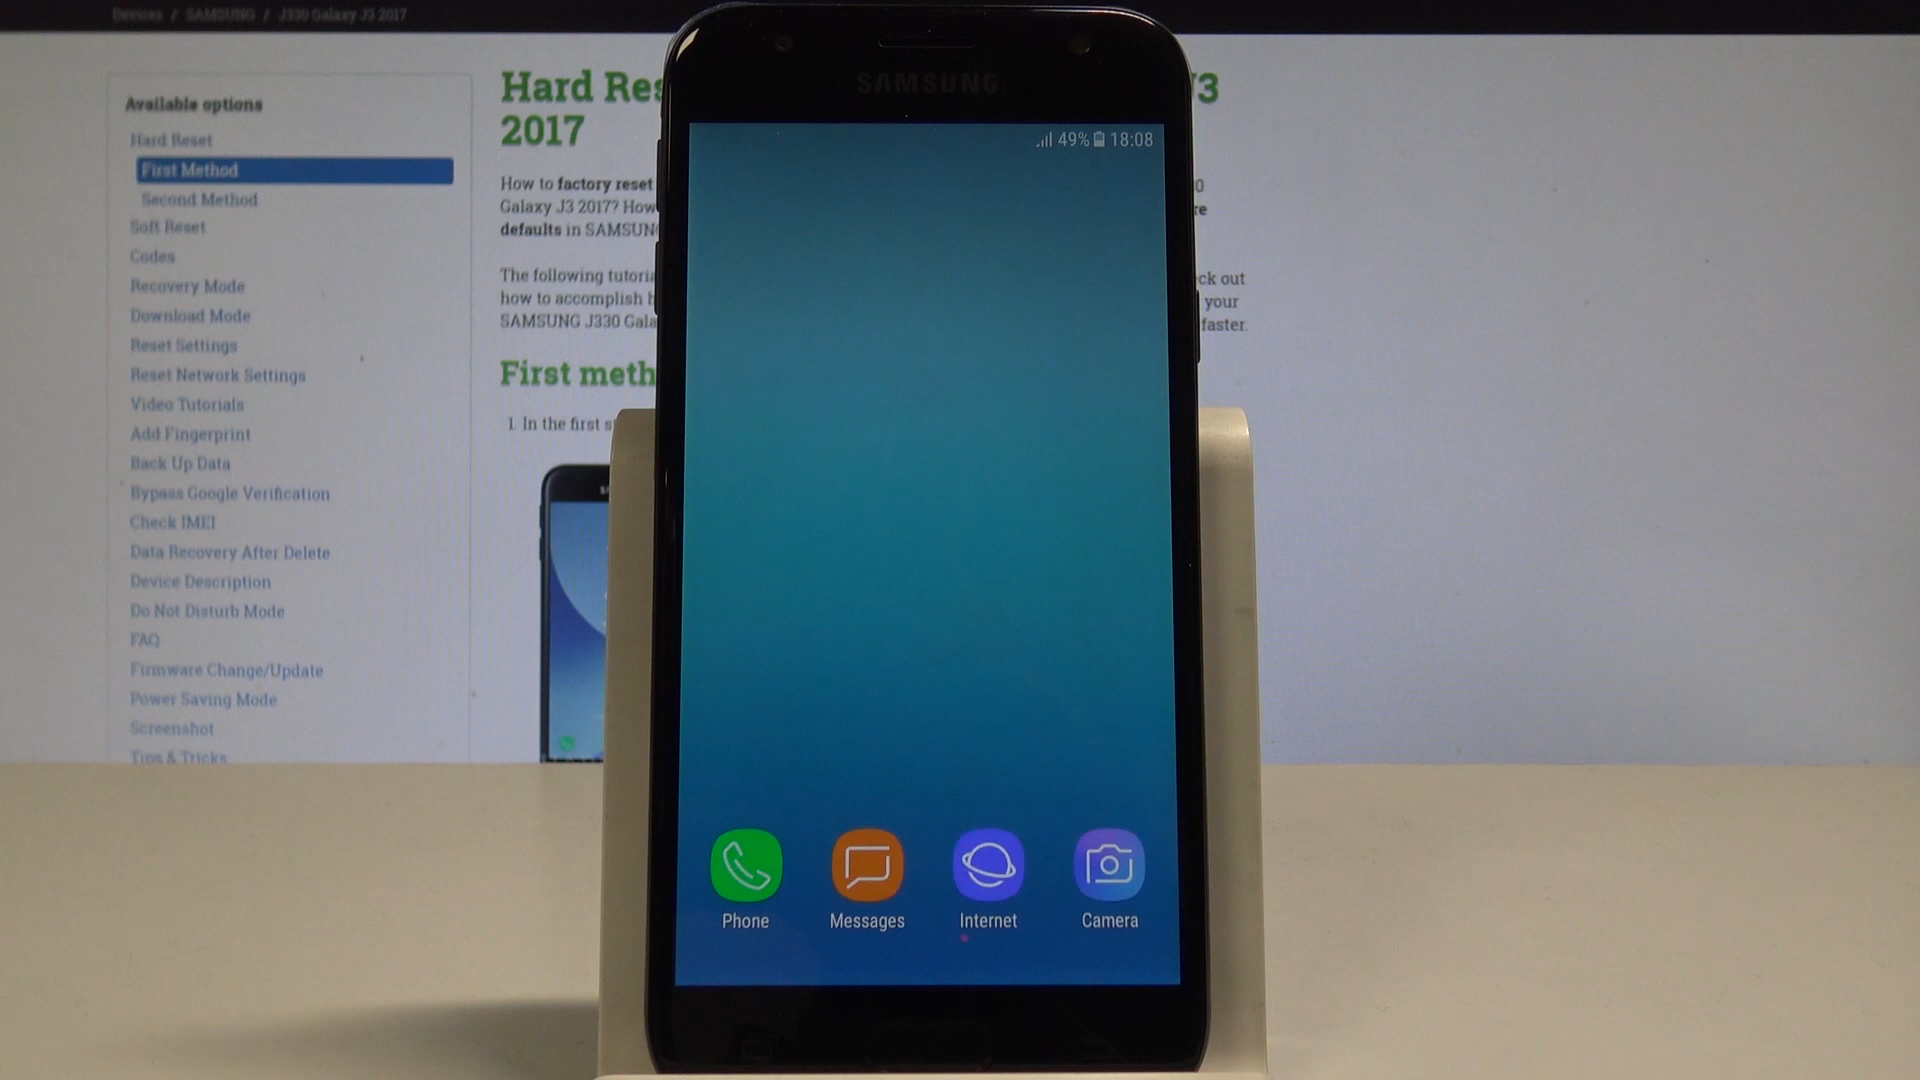 Devices / SAMSUNG / J330 Galaxy J3 2017
Available options
Hard Reset
First Method
Second Method
Soft Reset
Codes
Recovery Mode
Download Mode
Reset Settings
Reset Network Settings
Video Tutorials
Add Fingerprint
Back Up Data
Bypass Google Verification
Check IMEI
Data Recovery After Delete
Device Description
Do Not Disturb Mode
FAQ
Firmware Change/Update
Power Saving Mode
Screenshot
Tips & Tricks
Hard Res
2017
How to factory reset
Galaxy J3 2017? How
defaults in SAMSUN
The following tutoria
how to accomplish h
SAMSUNG J330 Gala
First meth
1. In the first s
SAMSUNG
49% 18:08
Phone
Messages
Internet
Camera
3
0
re
ck out
your
faster.